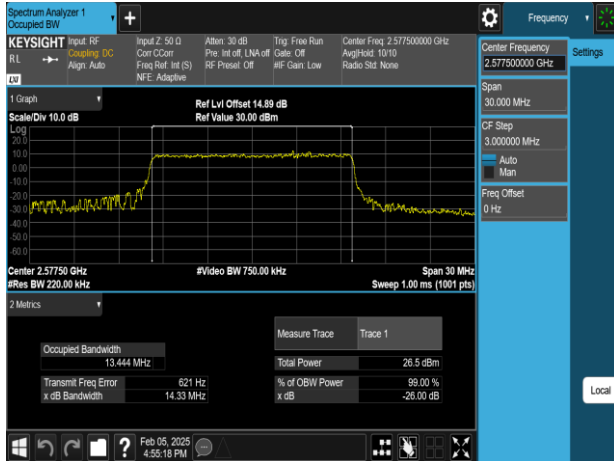 Spectrum Analyzer 1
Occupied BW
+
Frequency
KEYSIGHT
RL
LXI
Input: RF
Coupling: DC
Align: Auto
Input Z: 50 Ω
Corr CCorr
Freq Ref: Int (S)
NFE: Adaptive
Atten: 30 dB
Pre: Int off, LNA off
RF Preset: Off
Trig: Free Run
Gate: Off
#IF Gain: Low
Center Freq: 2.577500000 GHz
Avg|Hold: 10/10
Radio Std: None
1 Graph
Scale/Div 10.0 dB
Ref Lvl Offset 14.89 dB
Ref Value 30.00 dBm
Log
20.0
10.0
0.00
-10.0
-20.0
-30.0
-40.0
-50.0
-60.0
Center 2.57750 GHz
#Video BW 750.00 kHz
Span 30 MHz
#Res BW 220.00 kHz
Sweep 1.00 ms (1001 pts)
2 Metrics
Measure Trace
Trace 1
Occupied Bandwidth
13.444 MHz
Total Power
26.5 dBm
Transmit Freq Error
621 Hz
% of OBW Power
99.00 %
x dB Bandwidth
14.33 MHz
x dB
-26.00 dB
Center Frequency
2.577500000 GHz
Settings
Span
30.000 MHz
CF Step
3.000000 MHz
Auto
Man
Freq Offset
0 Hz
Local
?
Feb 05, 2025
4:55:18 PM